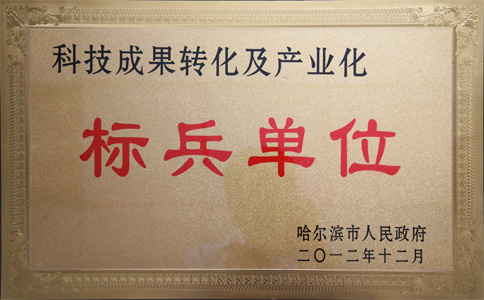 科技成果转化及产业化
标兵单位
哈尔滨市人民政府
二〇一二年十二月